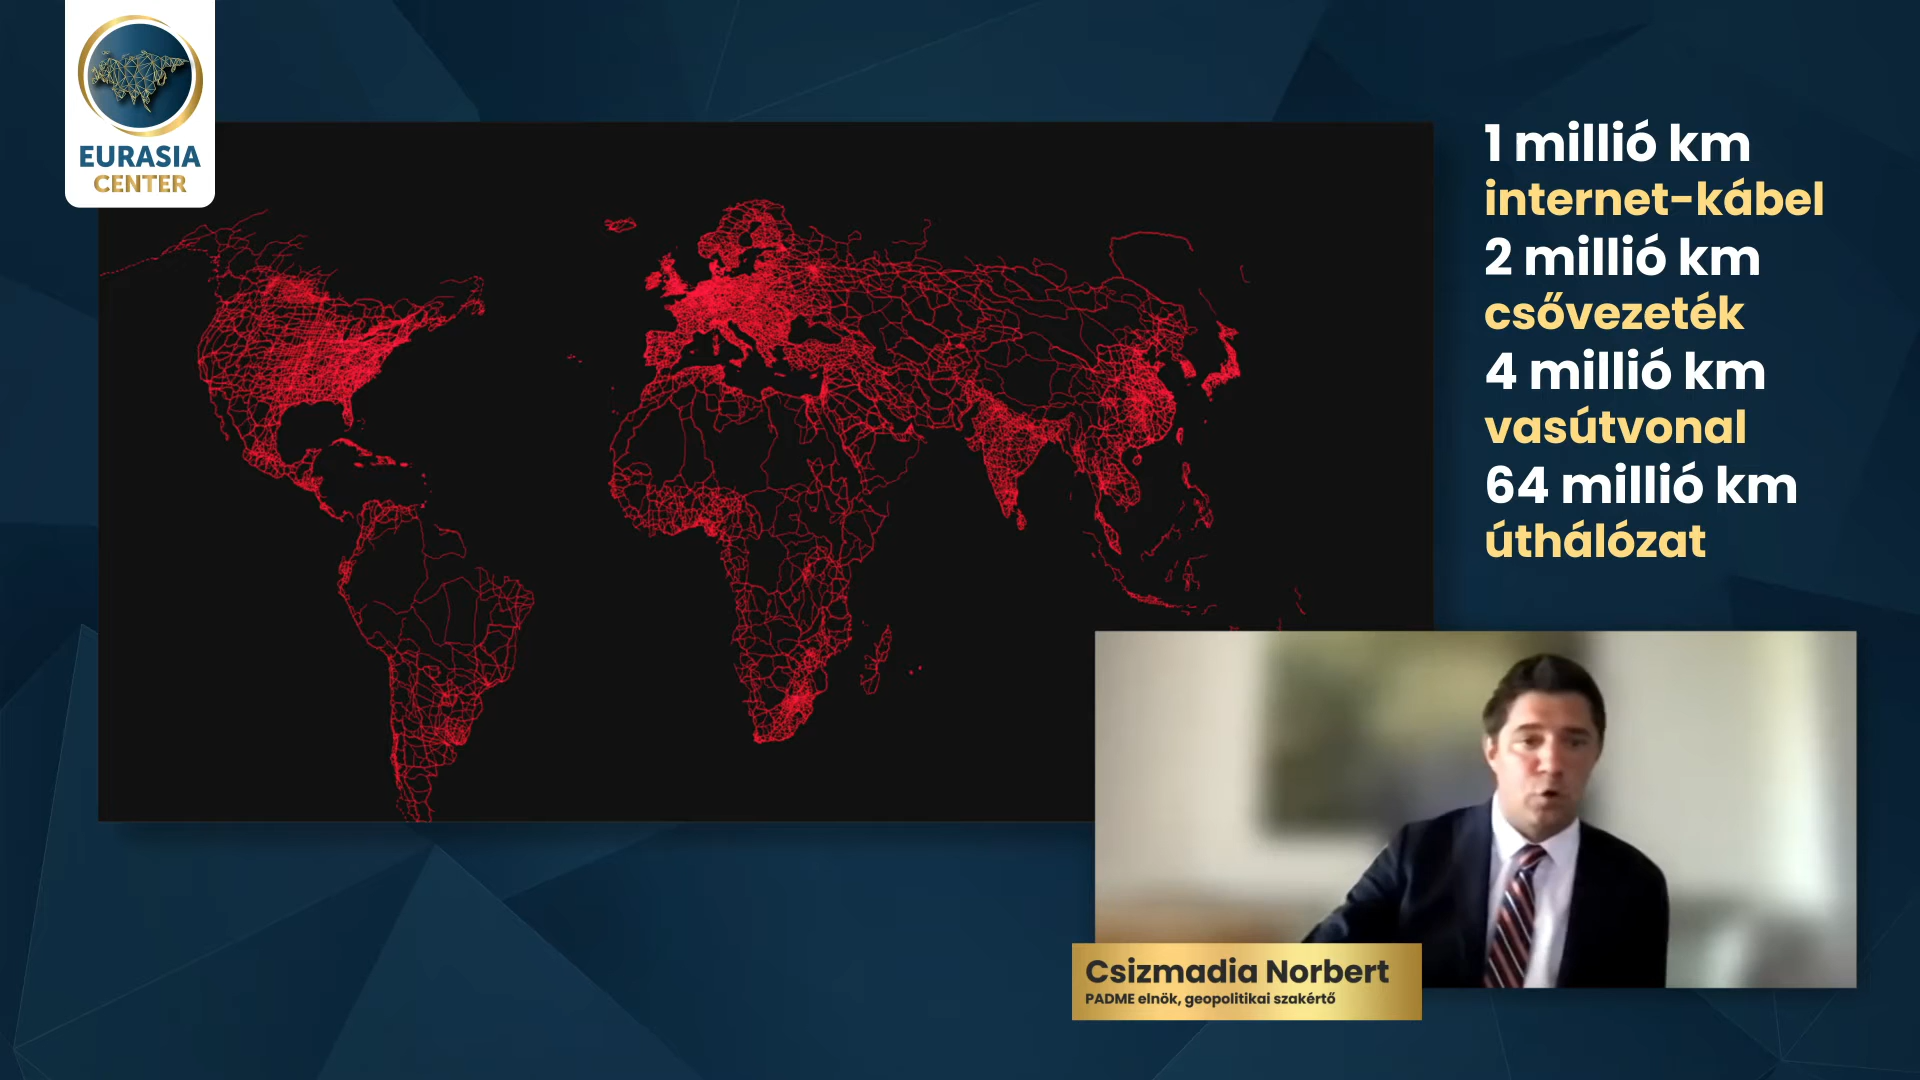 EURASIA
CENTER
1 millió km
internet-kábel
2 millió km
csővezeték
4 millió km
vasútvonal
64 millió km
úthálózat
Csizmadia Norbert
PADME elnök, geopolitikai szakértő